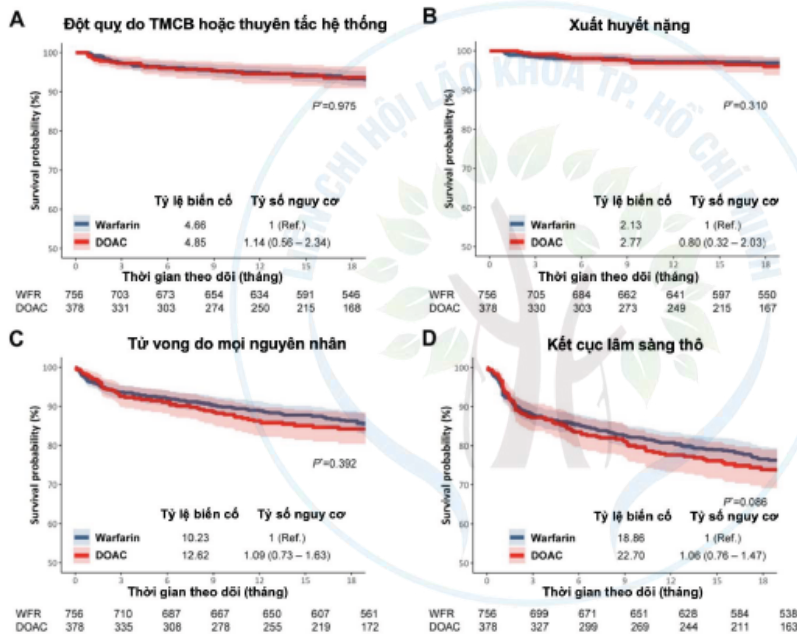 A
Đột quỵ do TMCB hoặc thuyên tắc hệ thống
Survival probability (%)
100
90
80
70
60
50
P=0.975
Tỷ lệ biến cố Tỷ số nguy cơ
Warfarin 4.66 1 (Ref.)
DOAC 4.85 1.14 (0.56 – 2.34)
0 3 6 9 12 15 18
Thời gian theo dõi (tháng)
WFR 756 703 673 654 634 591 546
DOAC 378 331 303 274 250 215 168
B
Xuất huyết nặng
Survival probability (%)
100
90
80
70
60
50
P=0.310
Tỷ lệ biến cố Tỷ số nguy cơ
Warfarin 2.13 1 (Ref.)
DOAC 2.77 0.80 (0.32 – 2.03)
0 3 6 9 12 15 18
Thời gian theo dõi (tháng)
WFR 756 705 684 662 641 597 550
DOAC 378 330 303 273 249 215 167
C
Tử vong do mọi nguyên nhân
Survival probability (%)
100
90
80
70
60
50
P=0.392
Tỷ lệ biến cố Tỷ số nguy cơ
Warfarin 10.23 1 (Ref.)
DOAC 12.62 1.09 (0.73 – 1.63)
0 3 6 9 12 15 18
Thời gian theo dõi (tháng)
WFR 756 710 687 667 650 607 561
DOAC 378 335 308 278 255 219 172
D
Kết cục lâm sàng thô
Survival probability (%)
100
90
80
70
60
50
P=0.086
Tỷ lệ biến cố Tỷ số nguy cơ
Warfarin 18.86 1 (Ref.)
DOAC 22.70 1.06 (0.76 – 1.47)
0 3 6 9 12 15 18
Thời gian theo dõi (tháng)
WFR 756 699 671 651 628 584 538
DOAC 378 327 299 269 244 211 163
CHI HỘI LÃO KHOA TP. HỒ CHÍ MINH